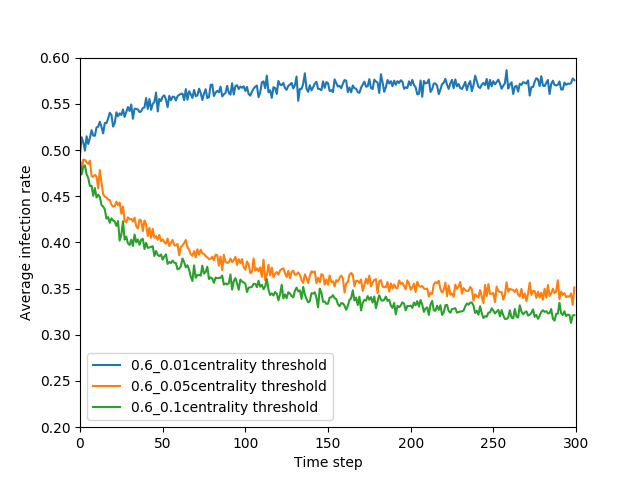 0.60
0.55
0.50
0.45
0.40
0.35
0.30
0.25
0.20
Average infection rate
0.6_0.01centrality threshold
0.6_0.05centrality threshold
0.6_0.1centrality threshold
0 50 100 150 200 250 300
Time step